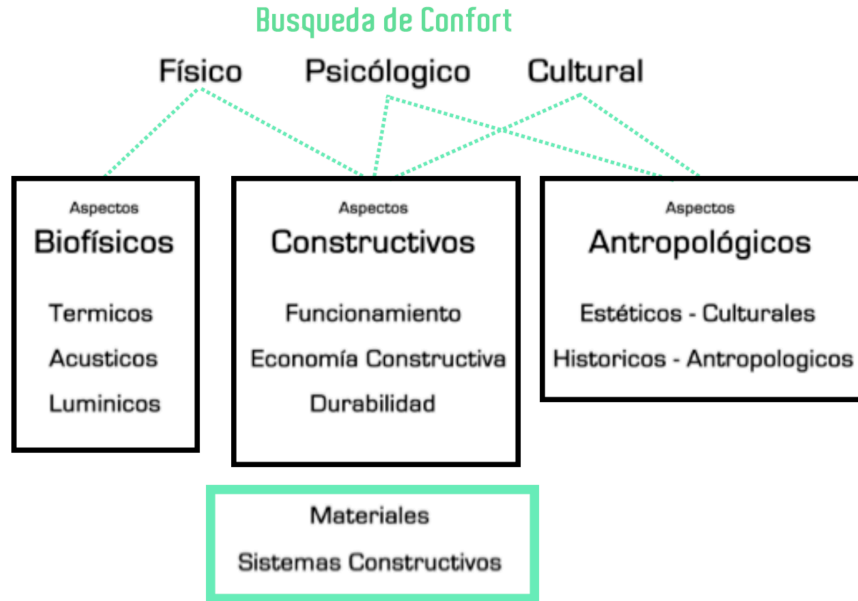 Busqueda de Confort
Físico Psicólogico Cultural
Aspectos
Biofísicos
Termicos
Acusticos
Luminicos
Aspectos
Constructivos
Funcionamiento
Economía Constructiva
Durabilidad
Aspectos
Antropológicos
Estéticos - Culturales
Historicos - Antropologicos
Materiales
Sistemas Constructivos